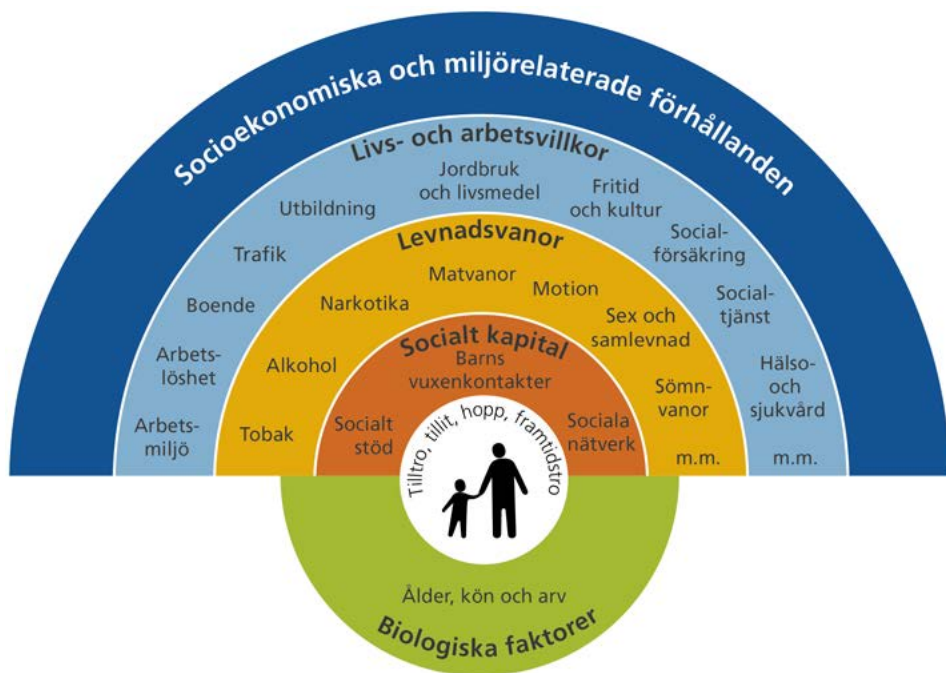 Socioekonomiska och miljörelaterade förhållanden
Livs- och arbetsvillkor
Arbets-
miljö
Arbets-
löshet
Boende
Trafik
Utbildning
Jordbruk
och livsmedel
Fritid
och kultur
Social-
försäkring
Social-
tjänst
Hälso-
och
sjukvård
m.m.
Levnadsvanor
Tobak
Alkohol
Narkotika
Matvanor
Motion
Sex och
samlevnad
Sömn-
vanor
m.m.
Socialt kapital
Socialt
stöd
Barns
vuxenkontakter
Sociala
nätverk
Tilltro, tillit, hopp, framtidstro
Ålder, kön och arv
Biologiska faktorer